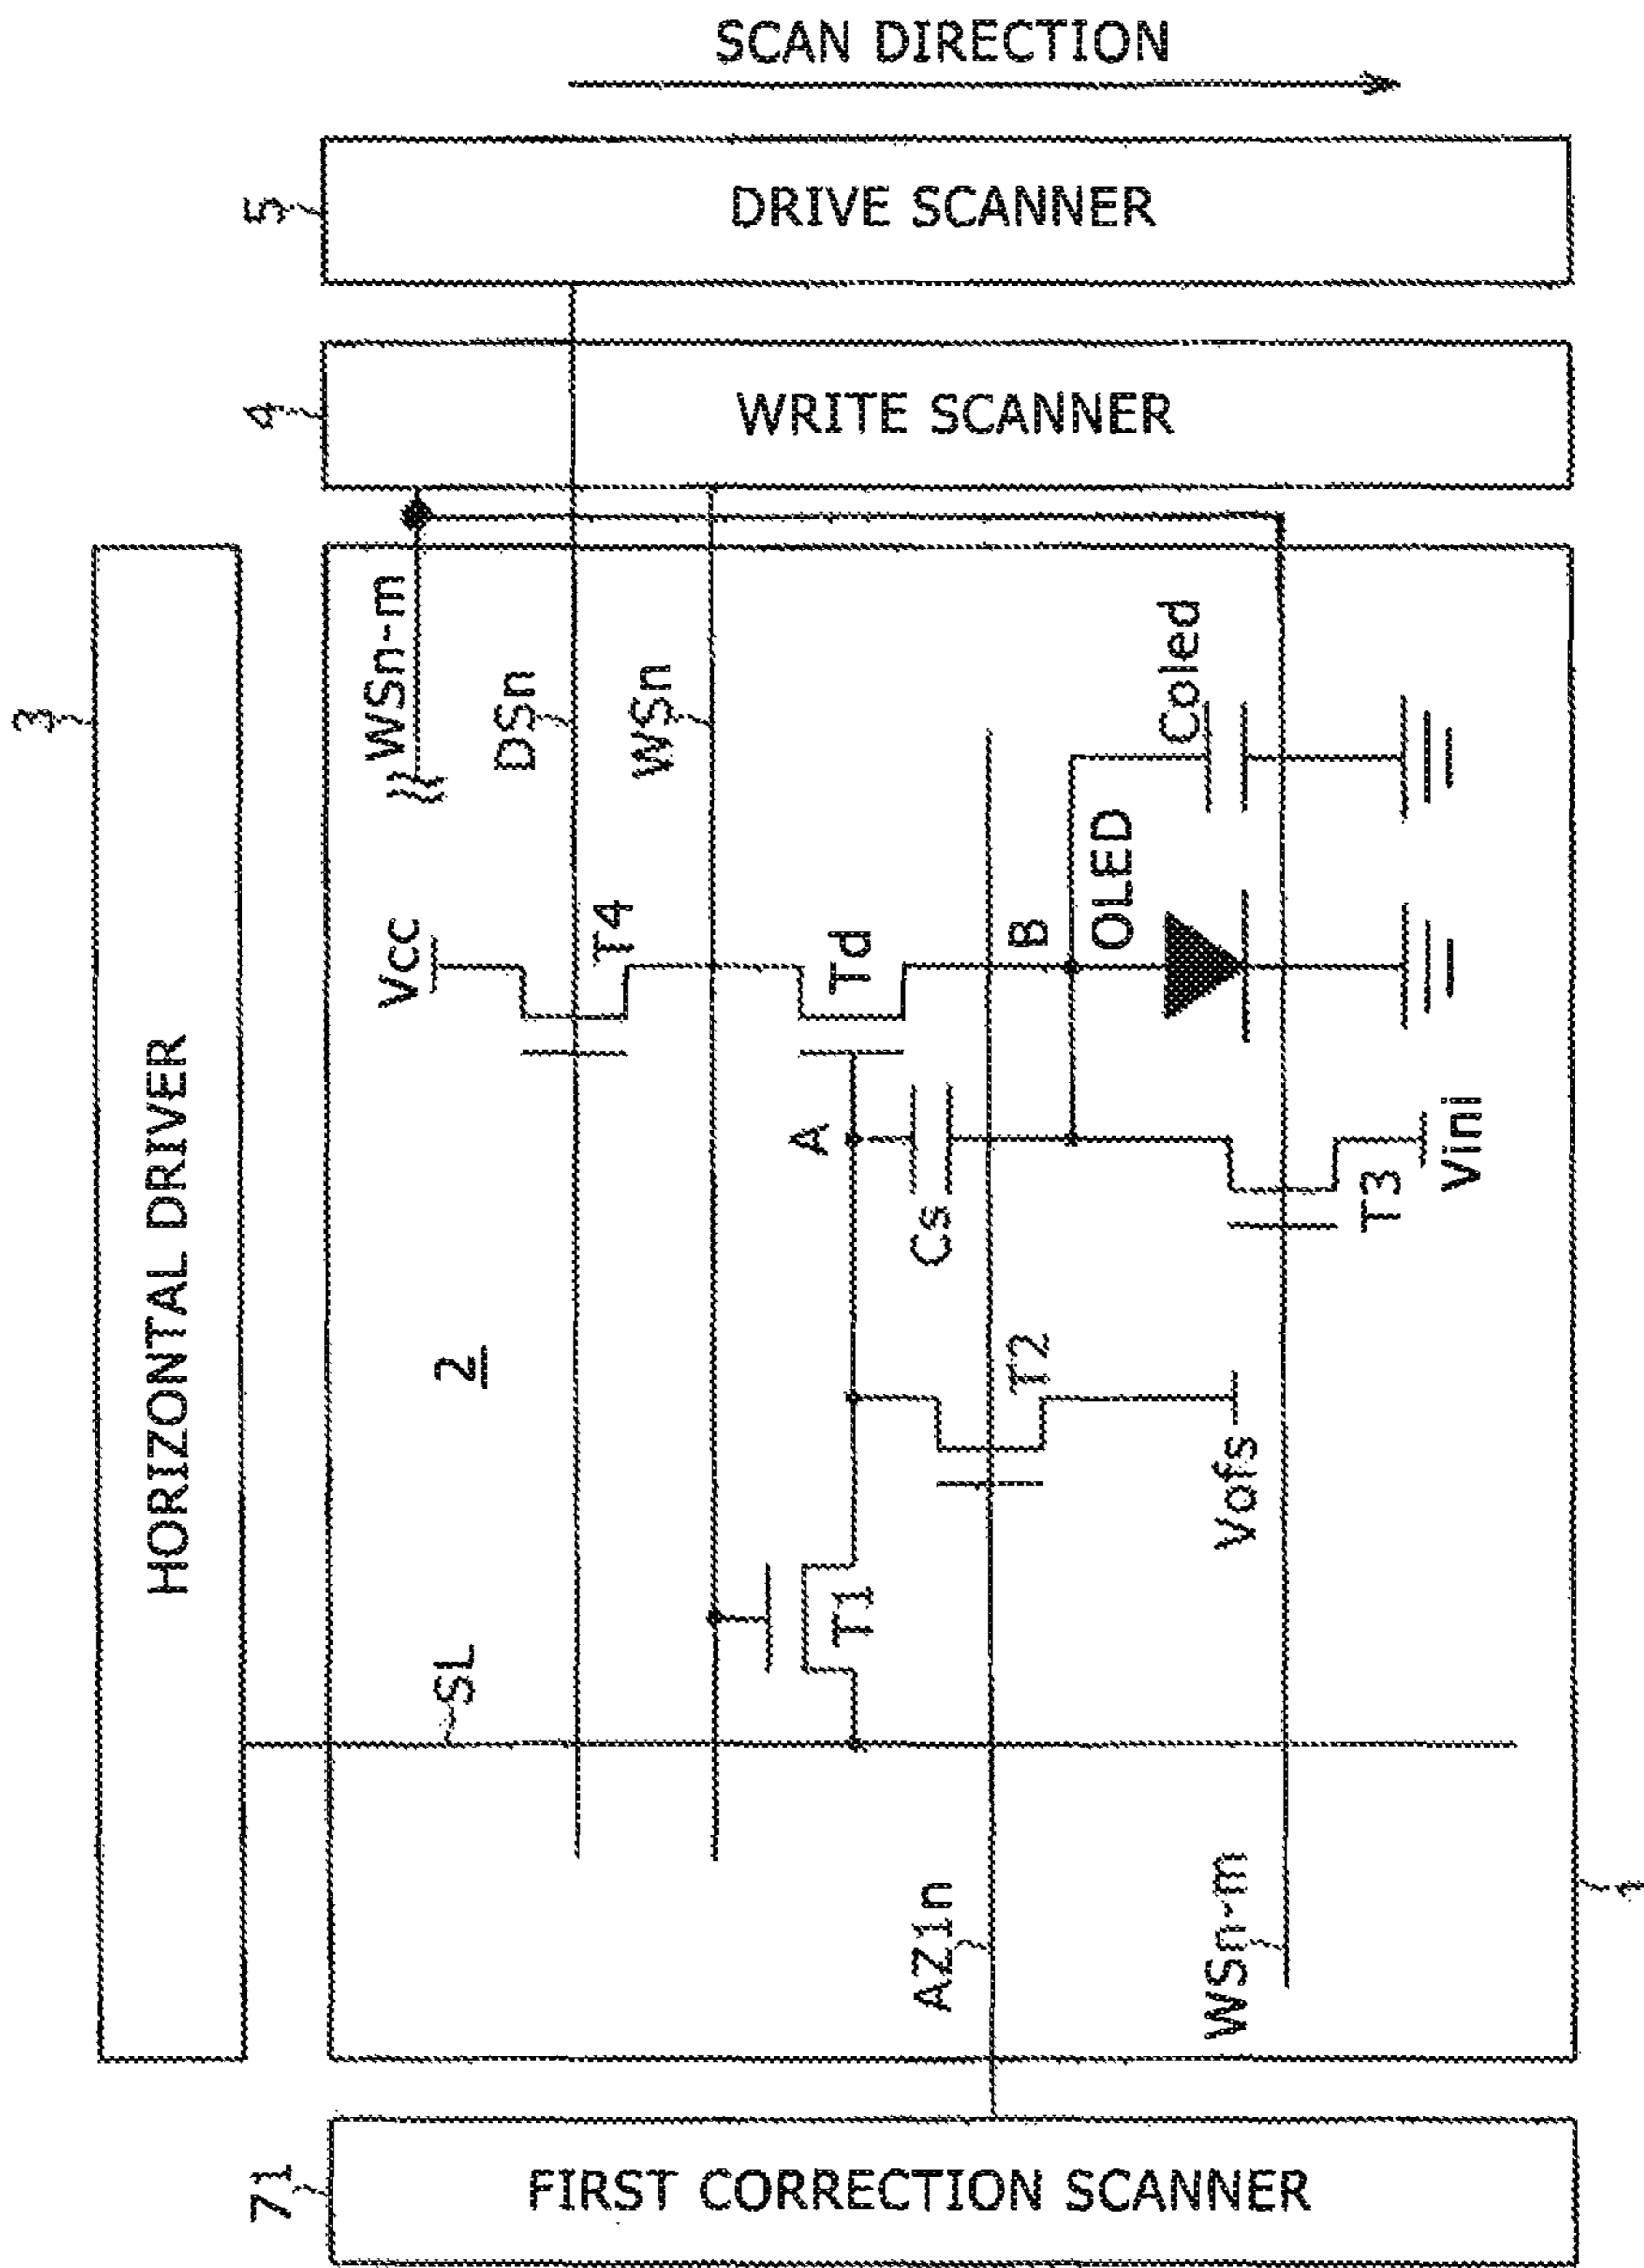 SCAN DIRECTION
5
DRIVE SCANNER
4
WRITE SCANNER
3
HORIZONTAL DRIVER
WSn-m
DSn
WSn
Vcc
T4
Td
B
OLED
Coled
A
Cs
T3
Vini
2
T2
Vofs
T1
SL
AZ1n
WSn-m
1
71
FIRST CORRECTION SCANNER